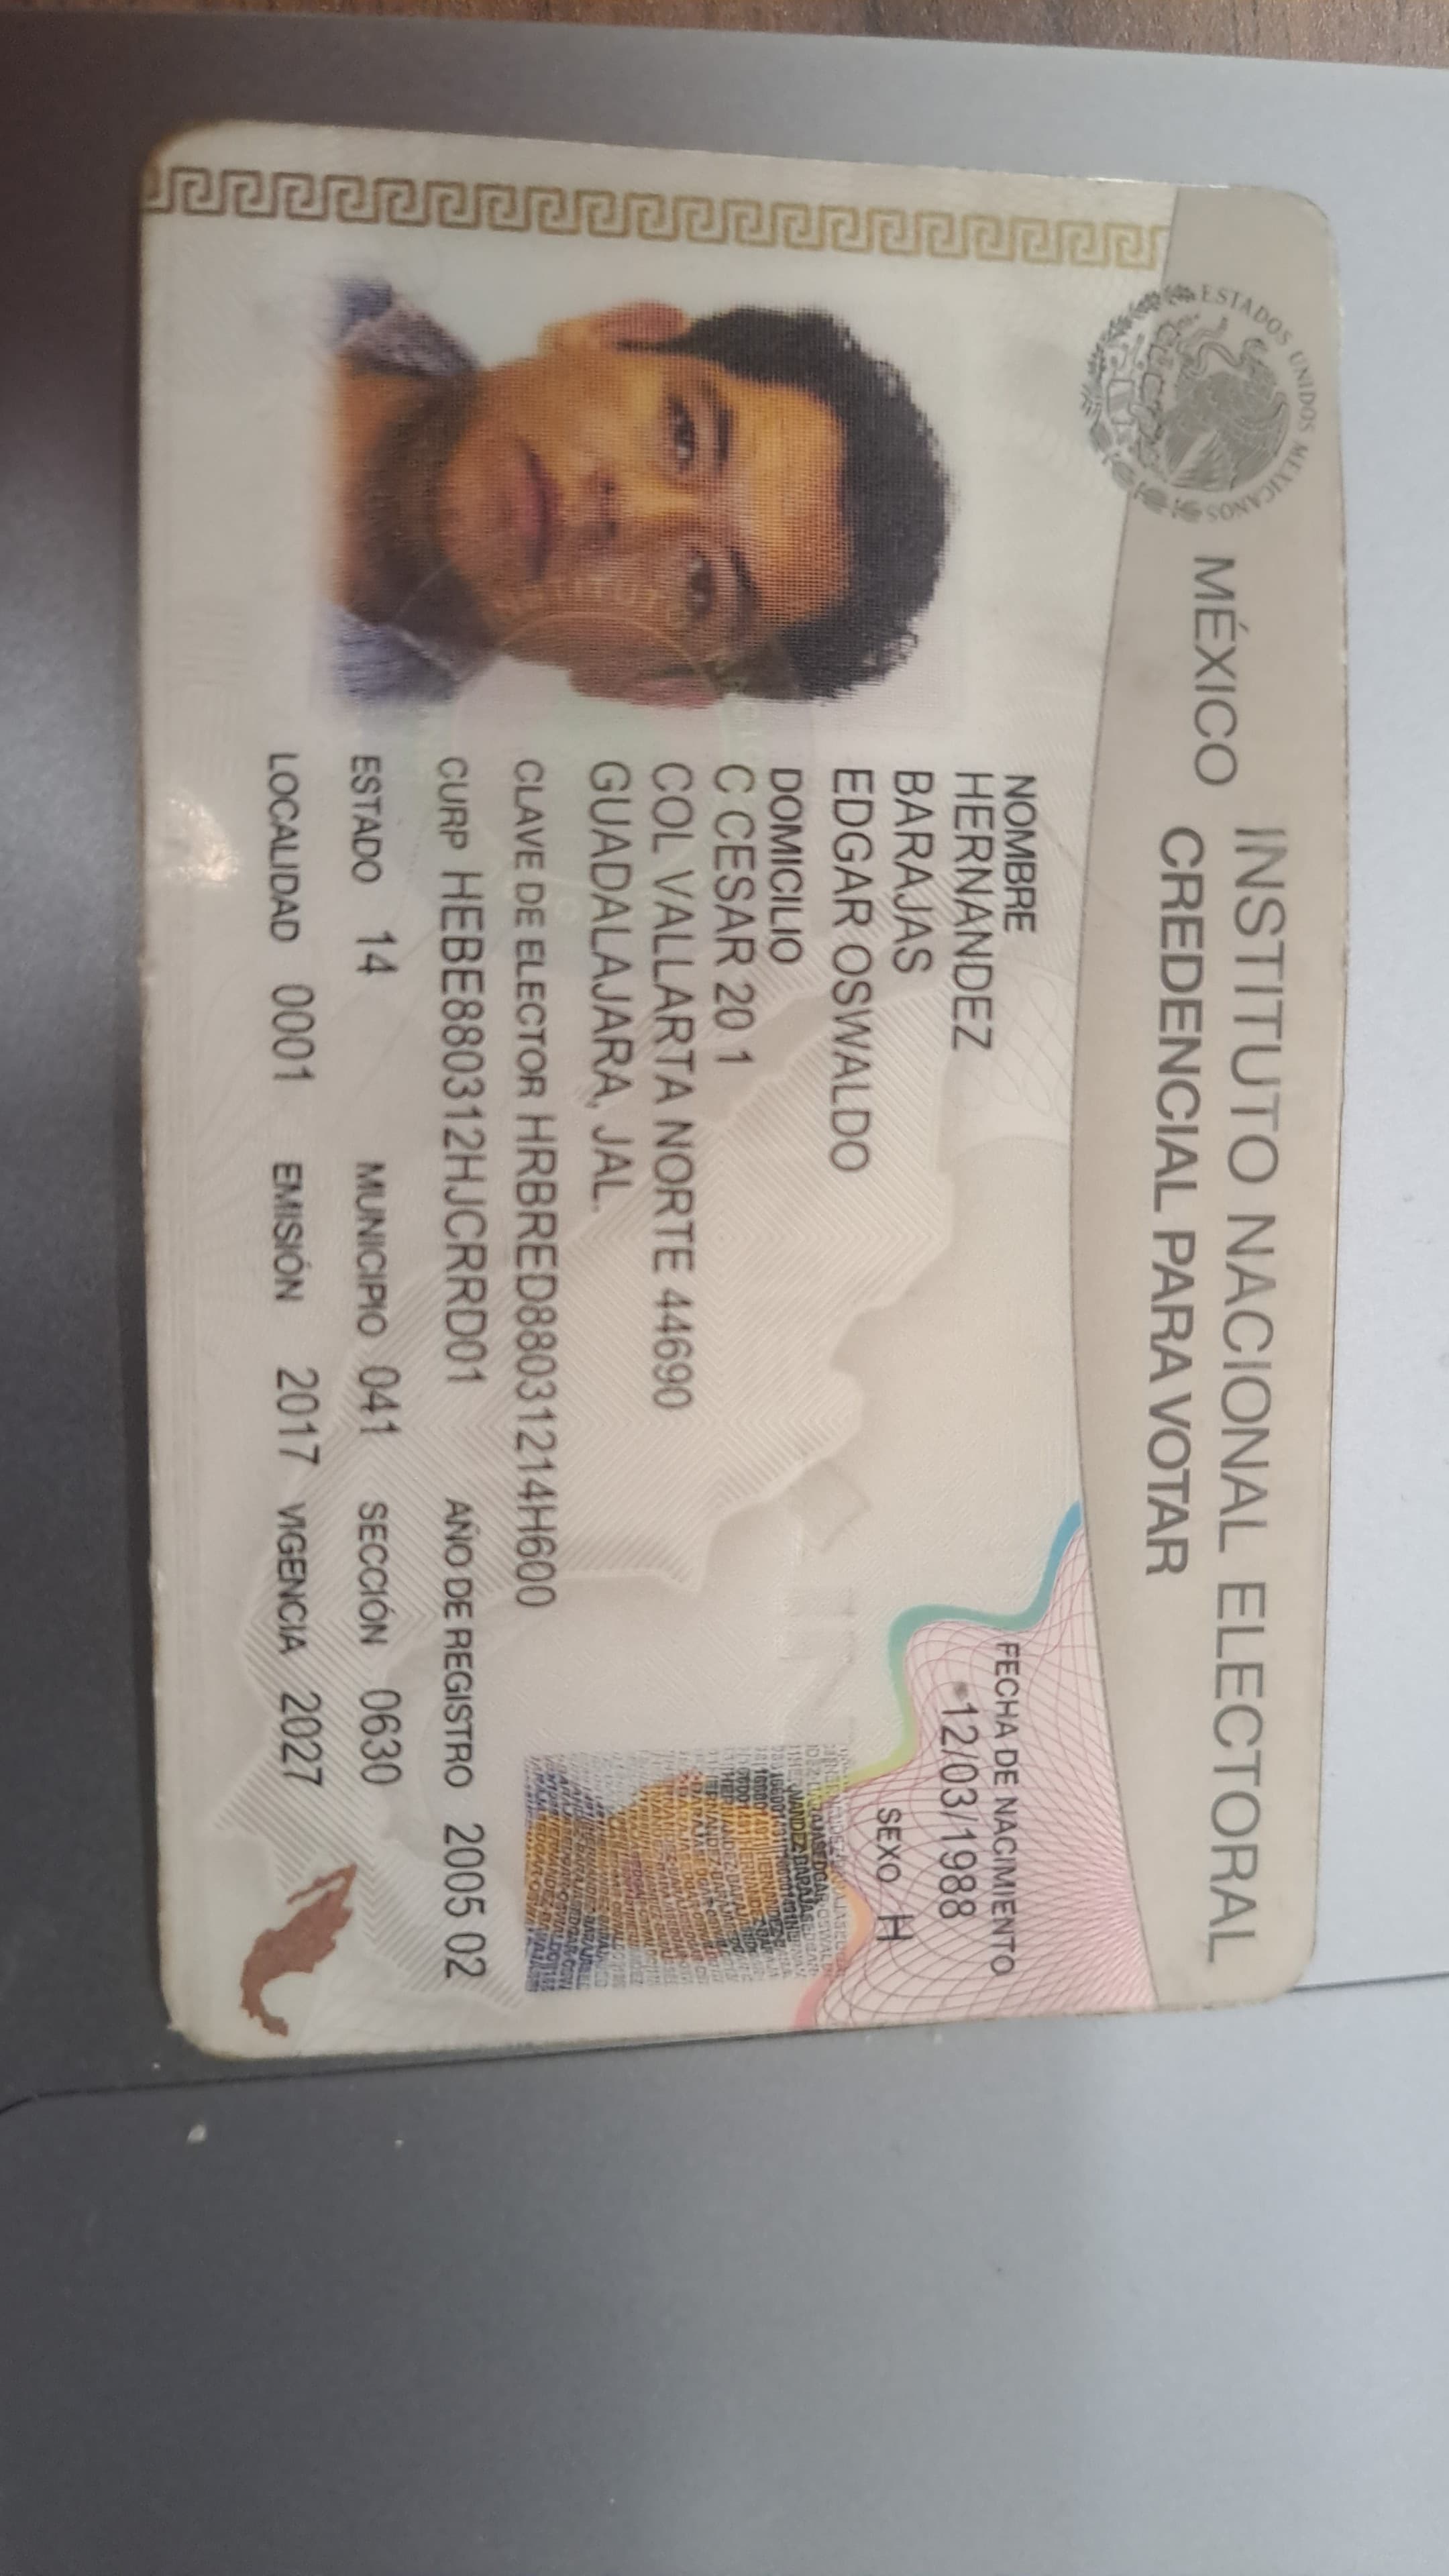 ESTADOS UNIDOS MEXICANOS
MÉXICO
INSTITUTO NACIONAL ELECTORAL
CREDENCIAL PARA VOTAR
NOMBRE
HERNANDEZ
BARAJAS
EDGAR OSWALDO
FECHA DE NACIMIENTO
12/03/1988
SEXO H
DOMICILIO
C CESAR 20 1
COL VALLARTA NORTE 44690
GUADALAJARA, JAL.
CLAVE DE ELECTOR HRBRED88031214H600
CURP HEBE880312HJCRRD01 AÑO DE REGISTRO 2005 02
ESTADO 14 MUNICIPIO 041 SECCIÓN 0630
LOCALIDAD 0001 EMISIÓN 2017 VIGENCIA 2027